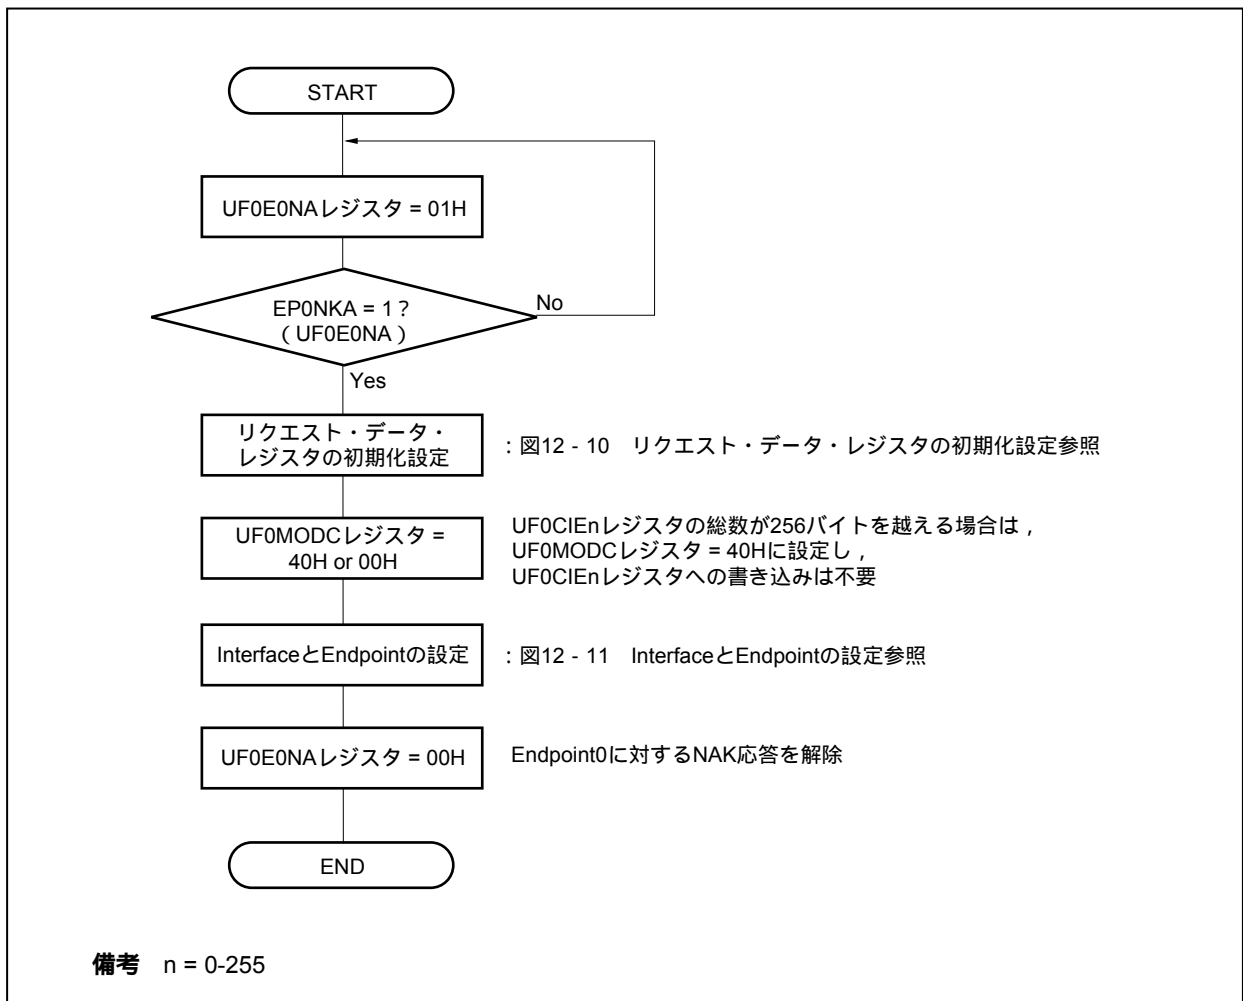 START
UF0E0NAレジスタ = 01H
EP0NKA = 1？
（UF0E0NA）
No
Yes
リクエスト・データ・
レジスタの初期化設定
：図12 - 10　リクエスト・データ・レジスタの初期化設定参照
UF0MODCレジスタ =
40H or 00H
UF0CIEnレジスタの総数が256バイトを越える場合は，
UF0MODCレジスタ = 40Hに設定し，
UF0CIEnレジスタへの書き込みは不要
InterfaceとEndpointの設定
：図12 - 11　InterfaceとEndpointの設定参照
UF0E0NAレジスタ = 00H
Endpoint0に対するNAK応答を解除
END
備考　n = 0-255